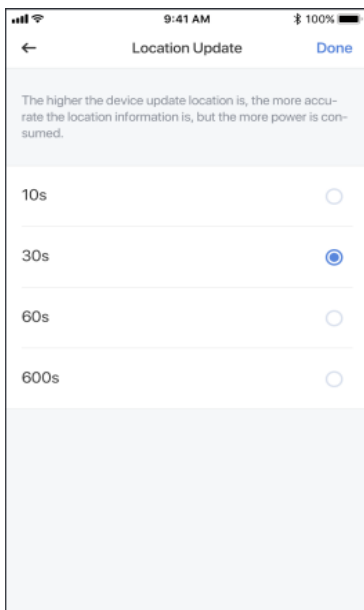 9:41 AM
100%
Location Update
Done
The higher the device update location is, the more accu-
rate the location information is, but the more power is con-
sumed.
10s
30s
60s
600s